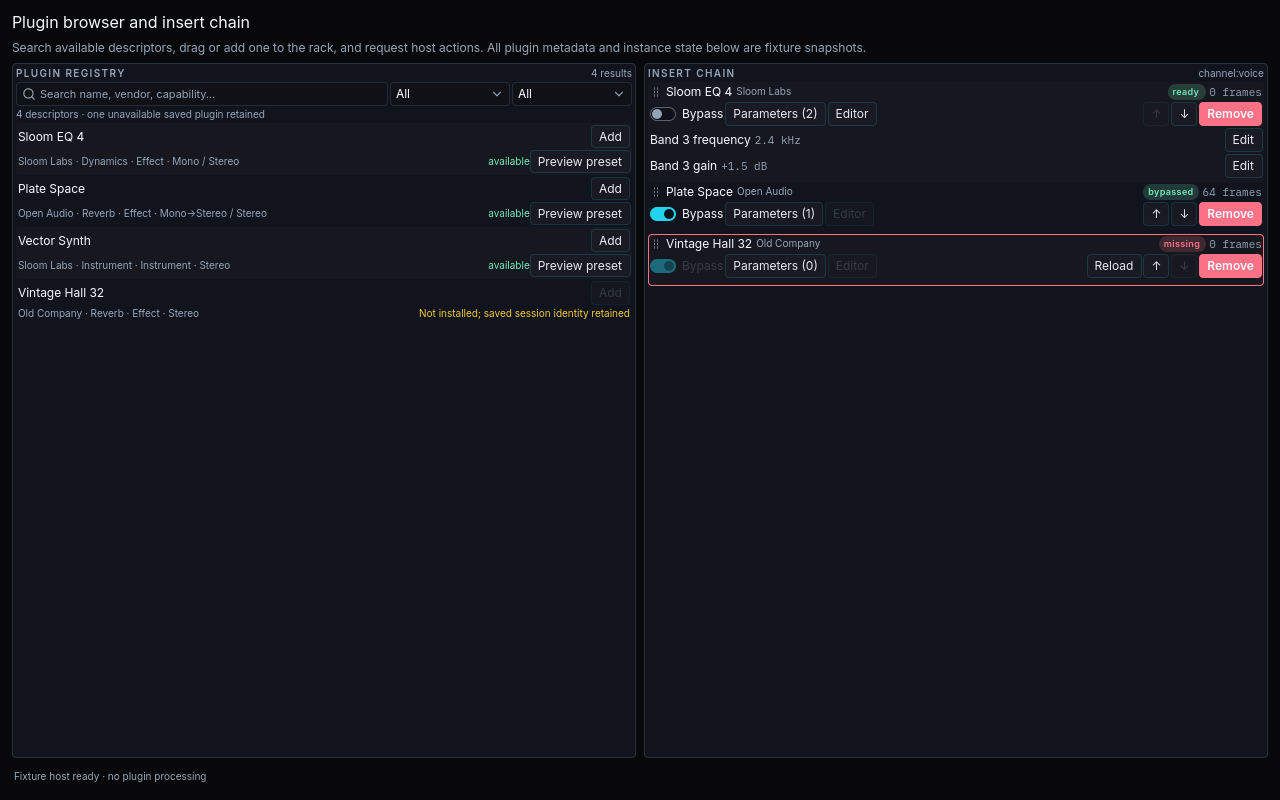 Plugin browser and insert chain
Search available descriptors, drag or add one to the rack, and request host actions. All plugin metadata and instance state below are fixture snapshots.
PLUGIN REGISTRY 4 results
Search name, vendor, capability... All All
4 descriptors · one unavailable saved plugin retained
Sloom EQ 4 Add
Sloom Labs · Dynamics · Effect · Mono / Stereo available Preview preset
Plate Space Add
Open Audio · Reverb · Effect · Mono→Stereo / Stereo available Preview preset
Vector Synth Add
Sloom Labs · Instrument · Instrument · Stereo available Preview preset
Vintage Hall 32 Add
Old Company · Reverb · Effect · Stereo Not installed; saved session identity retained
INSERT CHAIN channel:voice
Sloom EQ 4 Sloom Labs ready 0 frames
Bypass Parameters (2) Editor ↑ ↓ Remove
Band 3 frequency 2.4 kHz Edit
Band 3 gain +1.5 dB Edit
Plate Space Open Audio bypassed 64 frames
Bypass Parameters (1) Editor ↑ ↓ Remove
Vintage Hall 32 Old Company missing 0 frames
Bypass Parameters (0) Editor Reload ↑ ↓ Remove
Fixture host ready · no plugin processing